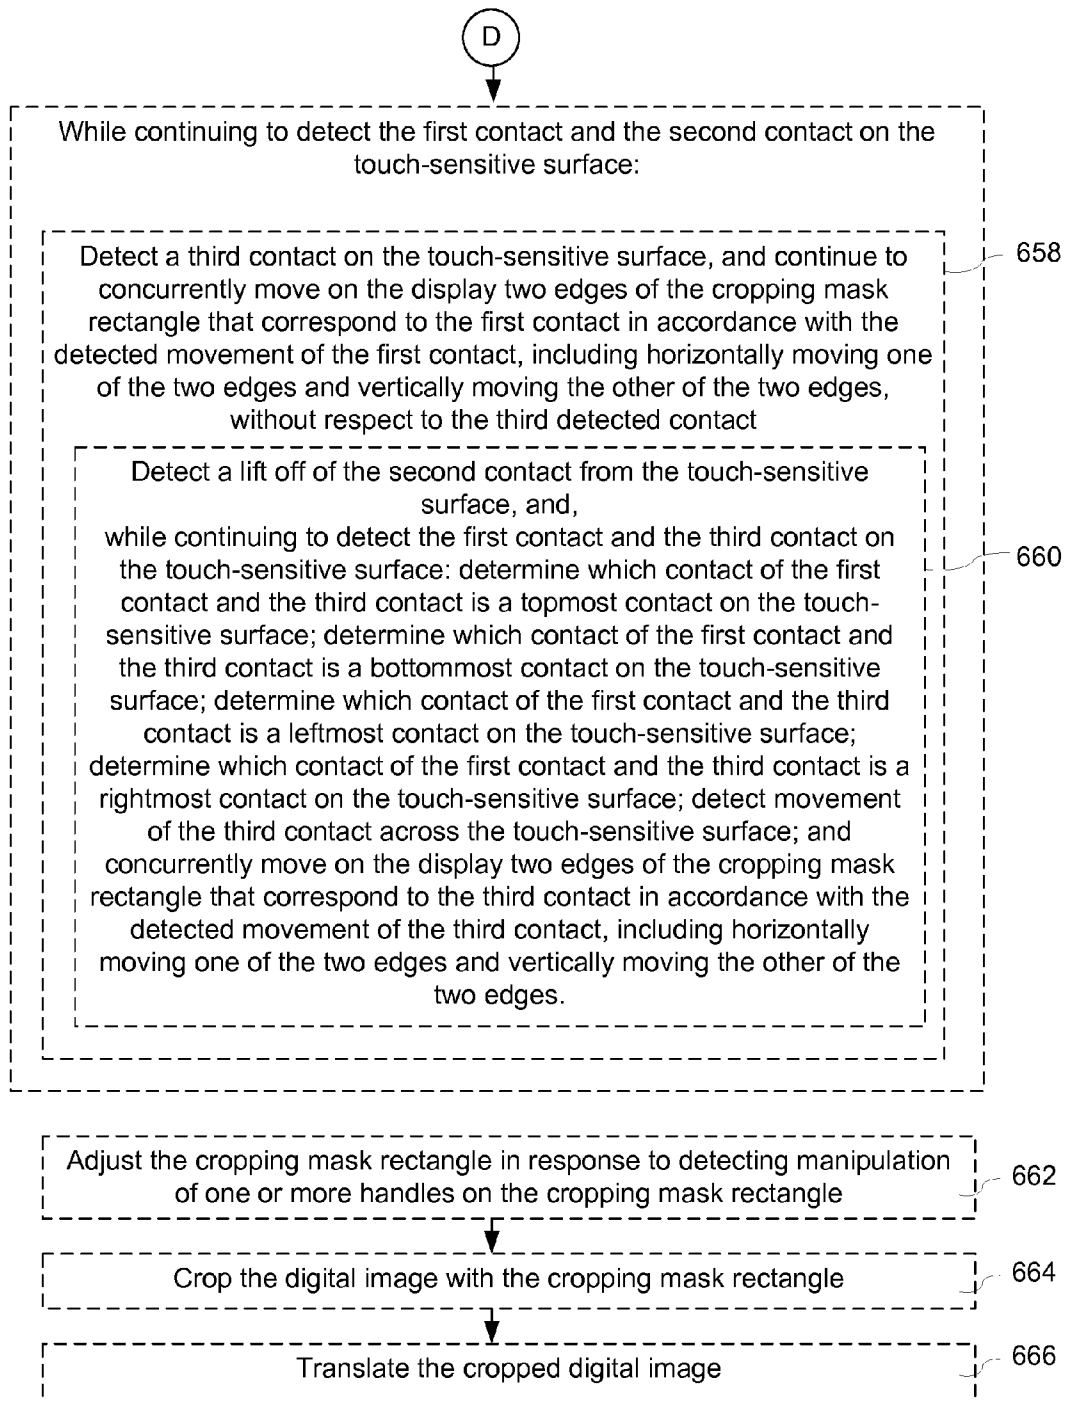 D
While continuing to detect the first contact and the second contact on the
touch-sensitive surface:
Detect a third contact on the touch-sensitive surface, and continue to
concurrently move on the display two edges of the cropping mask
rectangle that correspond to the first contact in accordance with the
detected movement of the first contact, including horizontally moving one
of the two edges and vertically moving the other of the two edges,
without respect to the third detected contact
658
Detect a lift off of the second contact from the touch-sensitive
surface, and,
while continuing to detect the first contact and the third contact on
the touch-sensitive surface: determine which contact of the first
contact and the third contact is a topmost contact on the touch-
sensitive surface; determine which contact of the first contact and
the third contact is a bottommost contact on the touch-sensitive
surface; determine which contact of the first contact and the third
contact is a leftmost contact on the touch-sensitive surface;
determine which contact of the first contact and the third contact is a
rightmost contact on the touch-sensitive surface; detect movement
of the third contact across the touch-sensitive surface; and
concurrently move on the display two edges of the cropping mask
rectangle that correspond to the third contact in accordance with the
detected movement of the third contact, including horizontally
moving one of the two edges and vertically moving the other of the
two edges.
660
Adjust the cropping mask rectangle in response to detecting manipulation
of one or more handles on the cropping mask rectangle
662
Crop the digital image with the cropping mask rectangle
664
Translate the cropped digital image
666